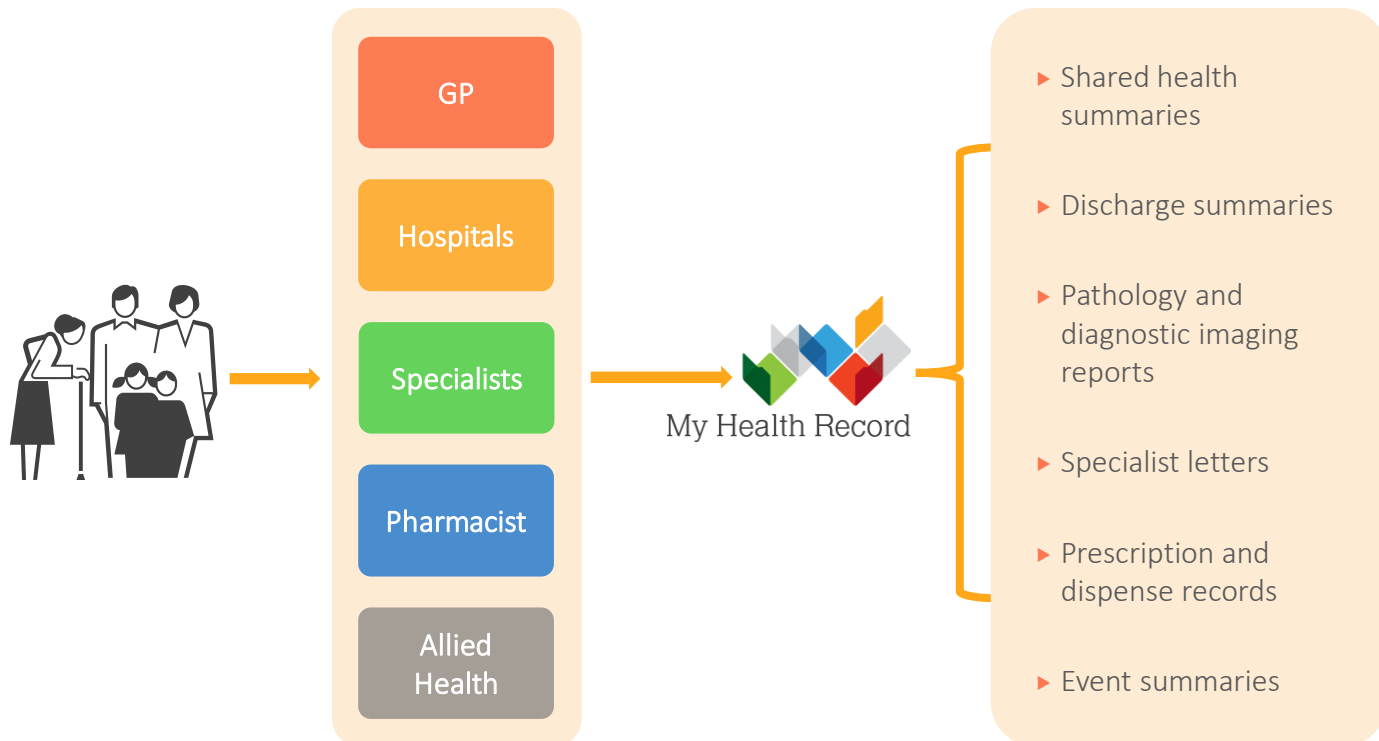 GP
Hospitals
Specialists
Pharmacist
Allied
Health
My Health Record
Shared health
summaries
Discharge summaries
Pathology and
diagnostic imaging
reports
Specialist letters
Prescription and
dispense records
Event summaries